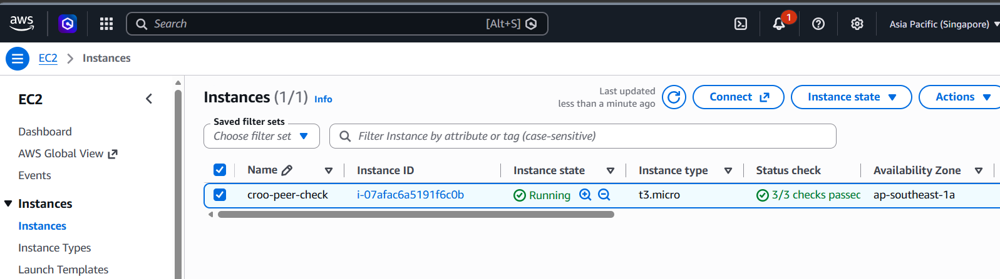 aws
Search [Alt+S]
1
Asia Pacific (Singapore)
EC2 Instances
EC2
Dashboard
AWS Global View
Events
Instances
Instances
Instance Types
Launch Templates
Instances (1/1) Info
Last updated
less than a minute ago
Connect
Instance state
Actions
Saved filter sets
Choose filter set
Filter Instance by attribute or tag (case-sensitive)
Name Instance ID Instance state Instance type Status check Availability Zone
croo-peer-check i-07afac6a5191f6c0b Running t3.micro 3/3 checks passec ap-southeast-1a